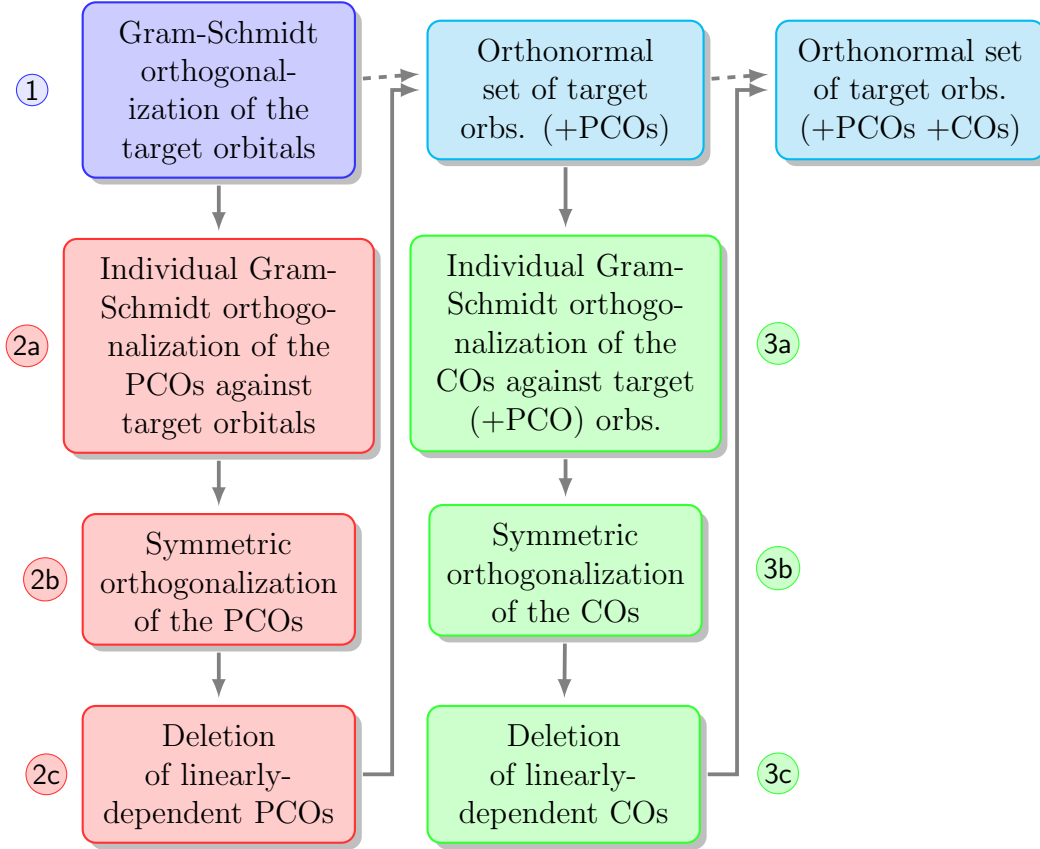 1
Gram-Schmidt
orthogonal-
ization of the
target orbitals
Orthonormal
set of target
orbs. (+PCOs)
Orthonormal set
of target orbs.
(+PCOs +COs)
2a
Individual Gram-
Schmidt orthogo-
nalization of the
PCOs against
target orbitals
Individual Gram-
Schmidt orthogo-
nalization of the
COs against target
(+PCO) orbs.
3a
2b
Symmetric
orthogonalization
of the PCOs
Symmetric
orthogonalization
of the COs
3b
2c
Deletion
of linearly-
dependent PCOs
Deletion
of linearly-
dependent COs
3c